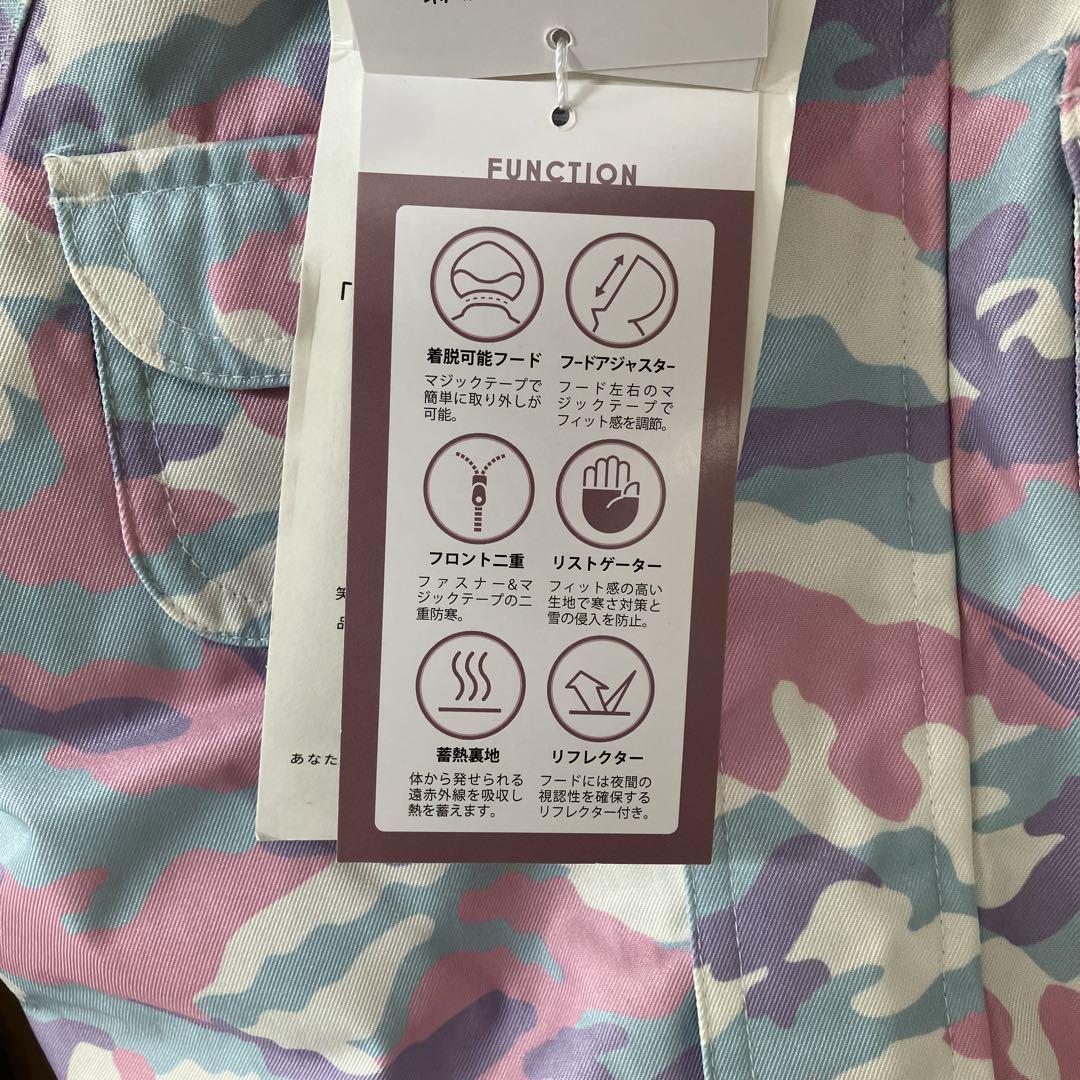 FUNCTION
着脱可能フード
マジックテープで
簡単に取り外しが
可能。
フードアジャスター
フード左右のマ
ジックテープで
フィット感を調節。
フロント二重
ファスナー&マ
ジックテープの二
重防寒。
リストゲーター
フィット感の高い
生地で寒さ対策と
雪の侵入を防止。
蓄熱裏地
体から発せられる
遠赤外線を吸収し
熱を蓄えます。
リフレクター
フードには夜間の
視認性を確保する
リフレクター付き。
「
笑
品
あなた